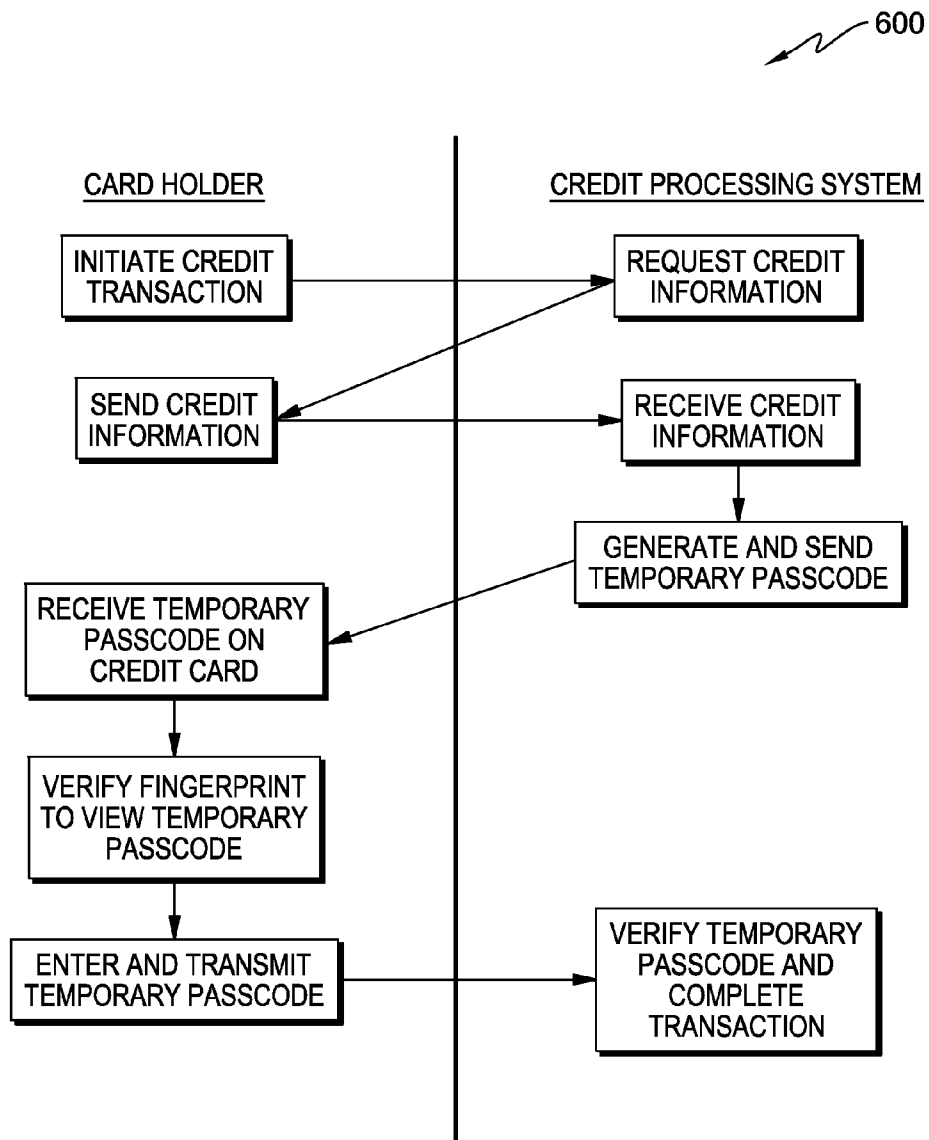 600
CARD HOLDER
CREDIT PROCESSING SYSTEM
INITIATE CREDIT
TRANSACTION
REQUEST CREDIT
INFORMATION
SEND CREDIT
INFORMATION
RECEIVE CREDIT
INFORMATION
GENERATE AND SEND
TEMPORARY PASSCODE
RECEIVE TEMPORARY
PASSCODE ON
CREDIT CARD
VERIFY FINGERPRINT
TO VIEW TEMPORARY
PASSCODE
ENTER AND TRANSMIT
TEMPORARY PASSCODE
VERIFY TEMPORARY
PASSCODE AND
COMPLETE
TRANSACTION